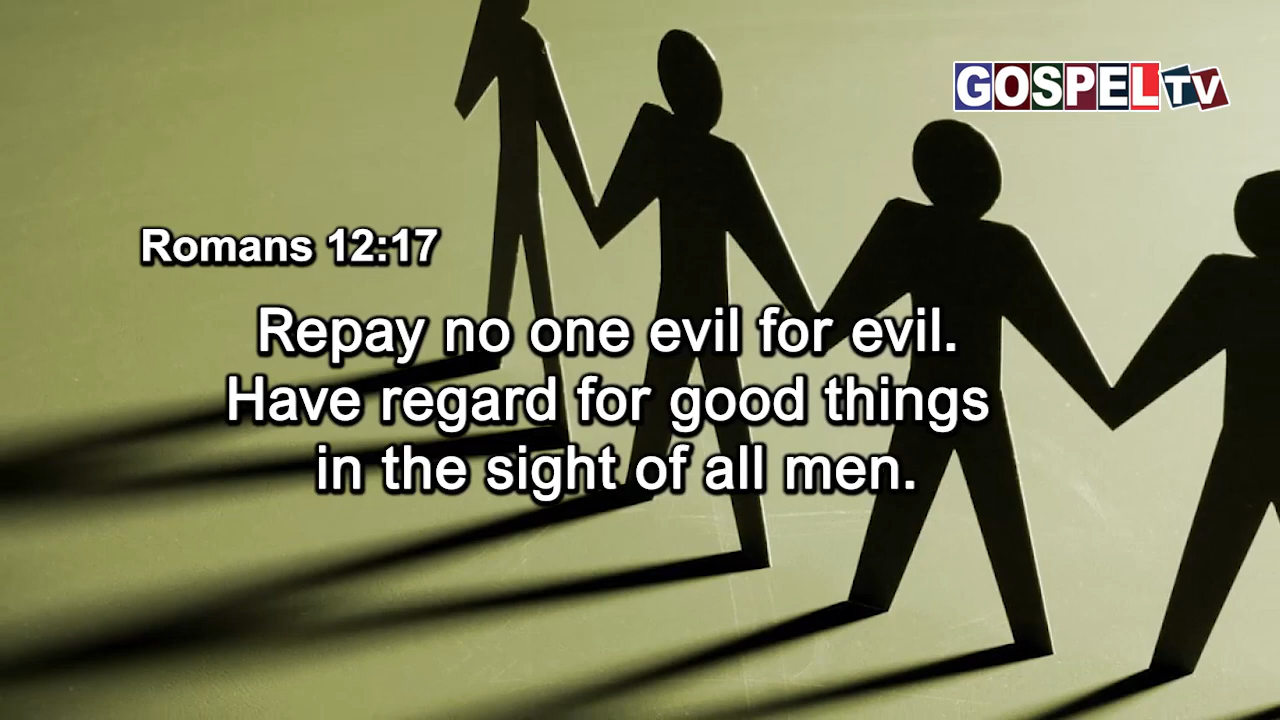 GOSPEL TV
Romans 12:17
Repay no one evil for evil.
Have regard for good things
in the sight of all men.